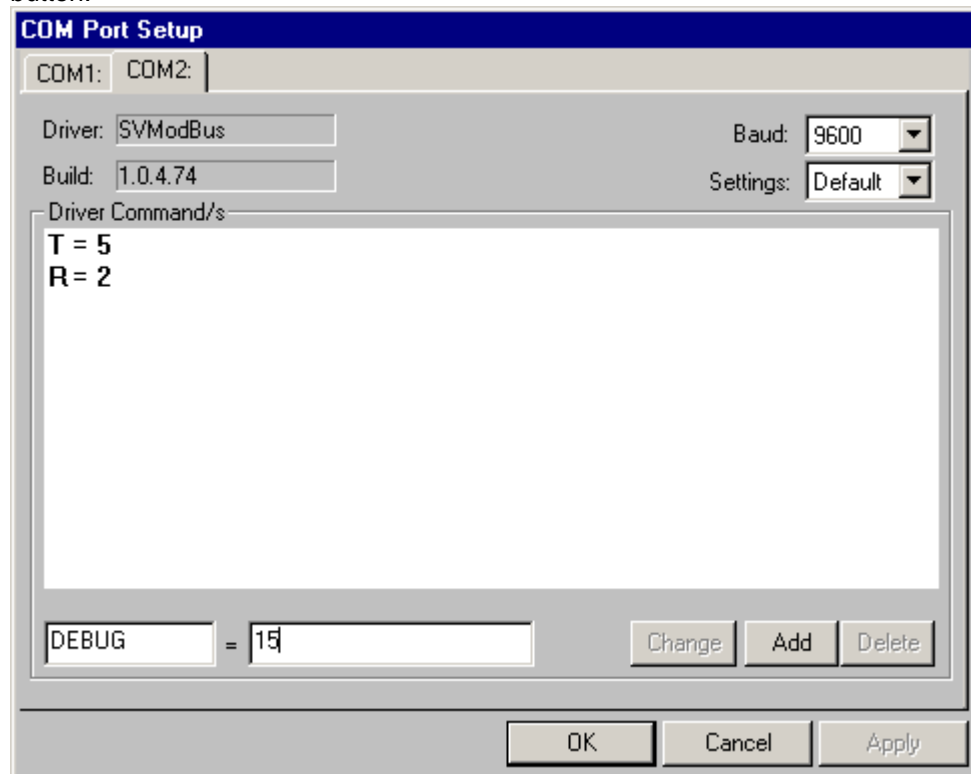 button.
COM Port Setup
COM1: COM2:
Driver: SVModBus
Baud: 9600
Build: 1.0.4.74
Settings: Default
Driver Command/s
T = 5
R = 2
DEBUG = 15
Change Add Delete
OK Cancel Apply